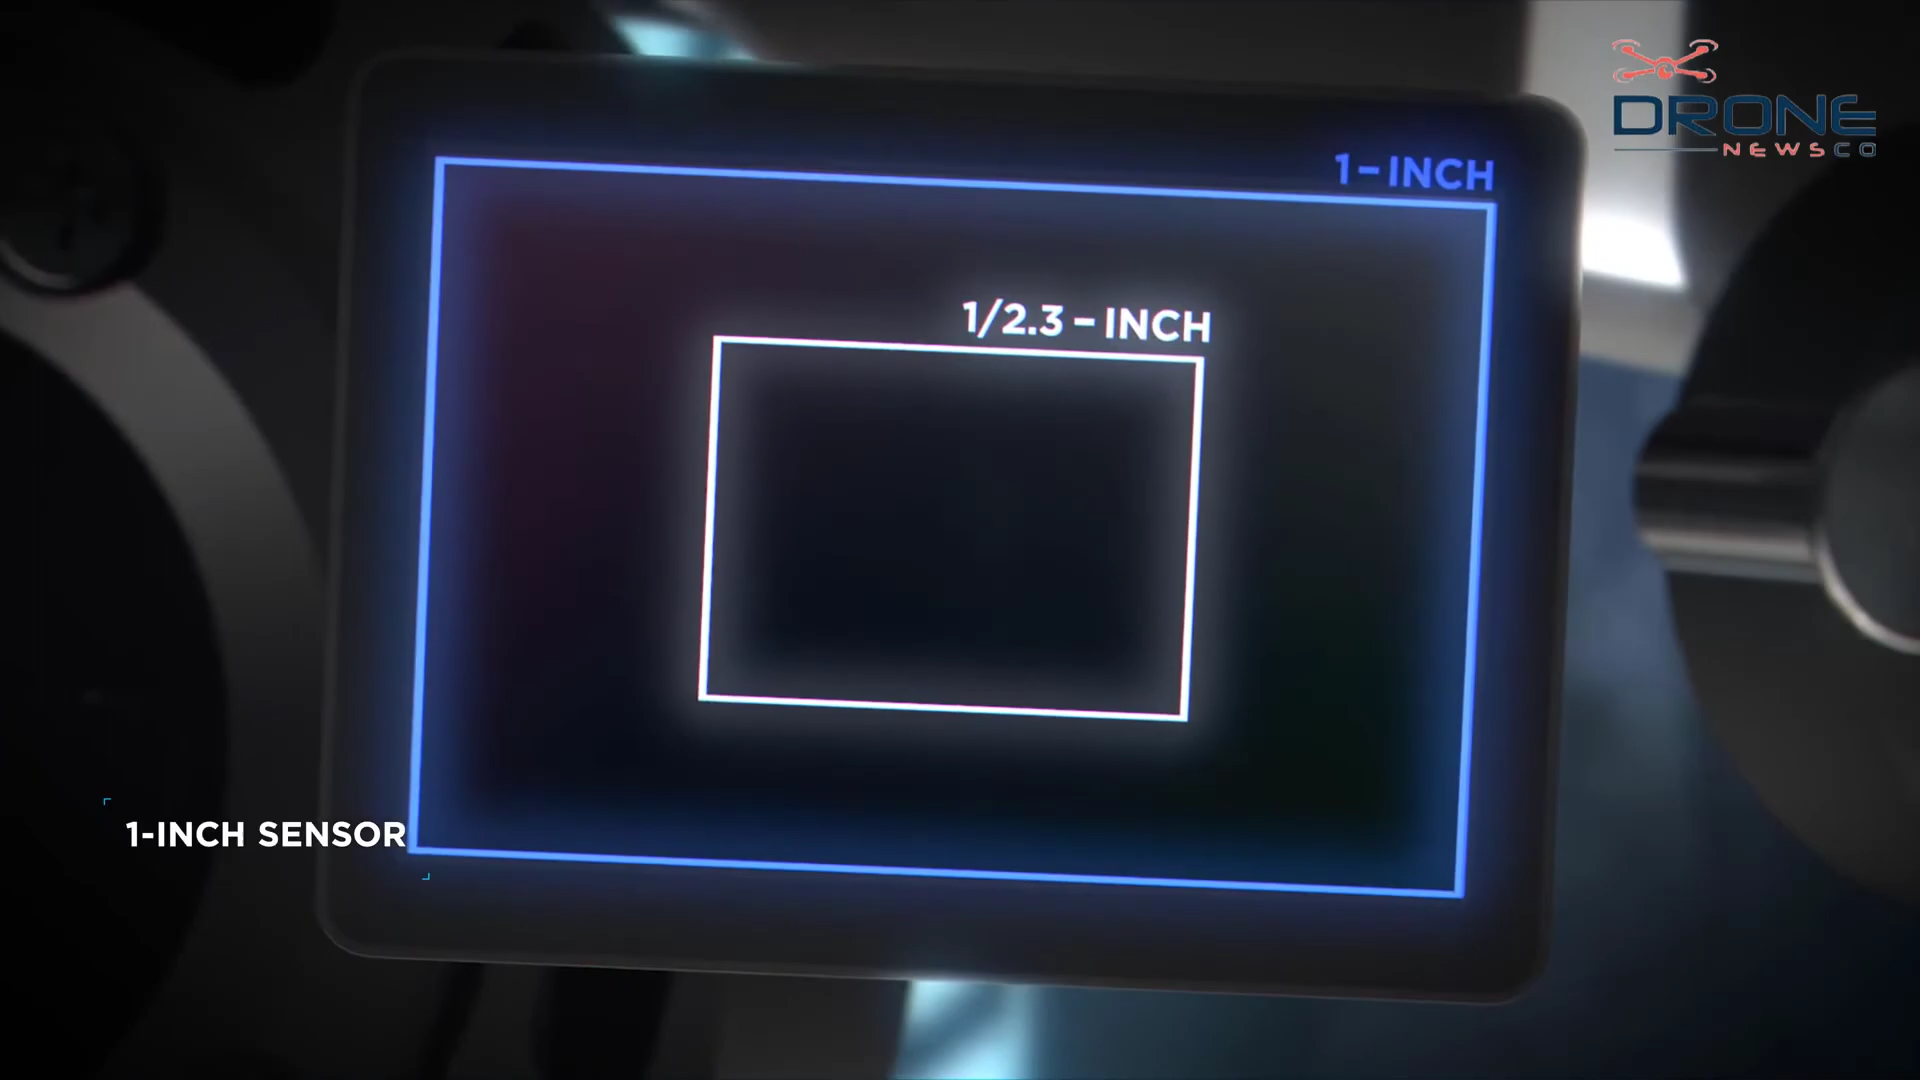 DRONE
NEWSCO
1-INCH
1/2.3-INCH
1-INCH SENSOR